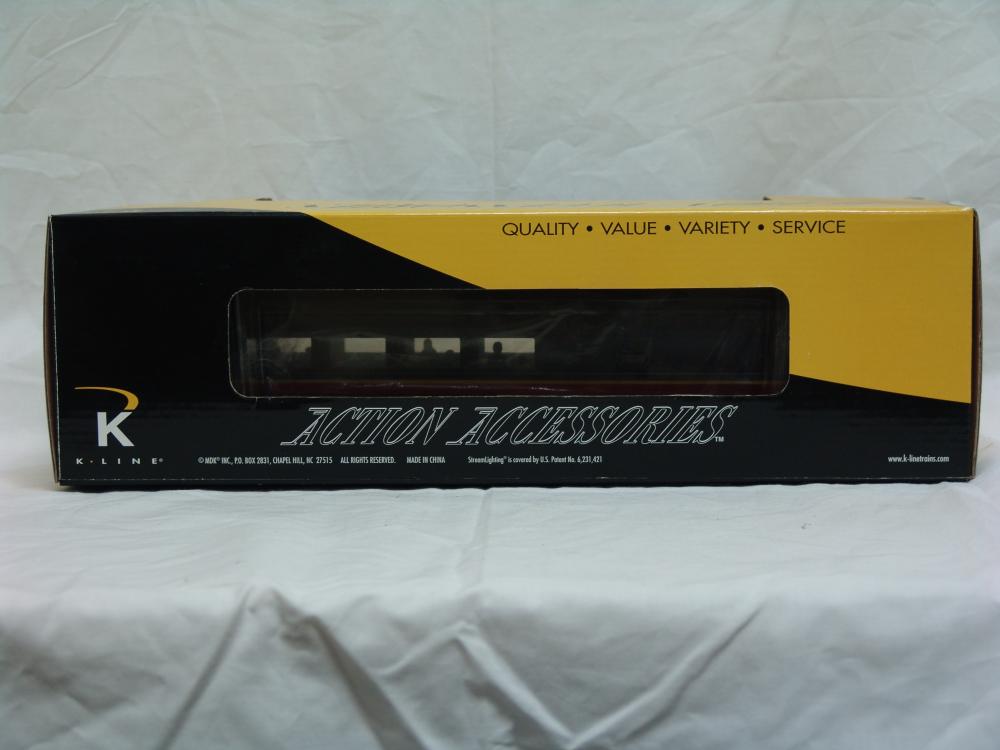 QUALITY • VALUE • VARIETY • SERVICE
ACTION ACCESSORIES™
K
K·LINE®
© MDK® INC., P.O. BOX 2831, CHAPEL HILL, NC 27515 ALL RIGHTS RESERVED. MADE IN CHINA StreamLighting® is covered by U.S. Patent No. 6,231,421
www.k-linetrains.com